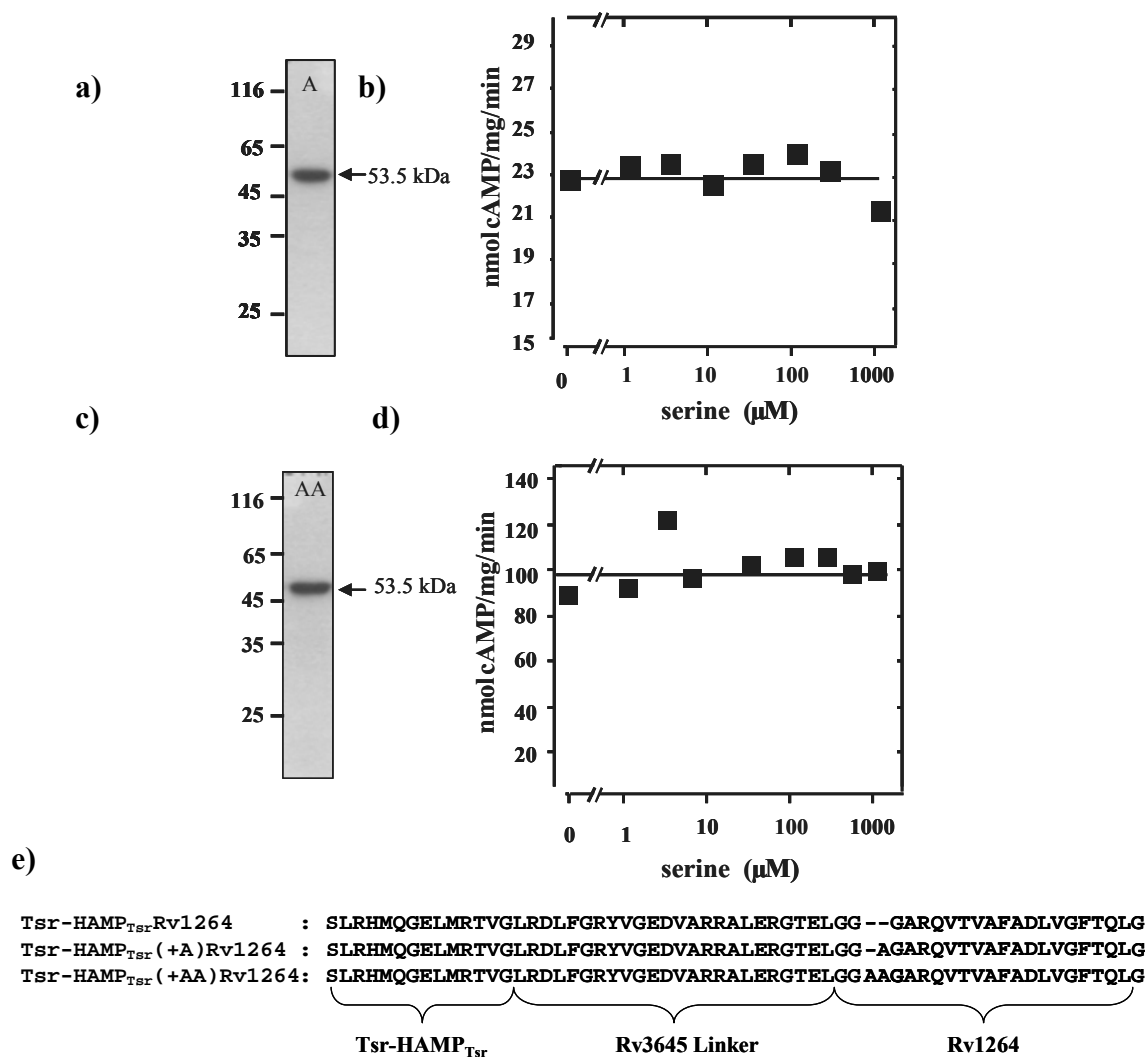 a)
A
116
65
45
35
25
53.5 kDa
b)
nmol cAMP/mg/min
29
27
25
23
21
19
17
15
0
1
10
100
1000
serine (µM)
c)
AA
116
65
45
35
25
53.5 kDa
d)
nmol cAMP/mg/min
140
120
100
80
60
40
20
0
1
10
100
1000
serine (µM)
e)
Tsr-HAMPTsrRv1264 : SLRHMQGELMRTVGLRDLFGRYVGEDVARRALERGTELGG--GARQVTVAFADLVGFTQLG
Tsr-HAMPTsr(+A)Rv1264 : SLRHMQGELMRTVGLRDLFGRYVGEDVARRALERGTELGG-AGARQVTVAFADLVGFTQLG
Tsr-HAMPTsr(+AA)Rv1264: SLRHMQGELMRTVGLRDLFGRYVGEDVARRALERGTELGGAAGARQVTVAFADLVGFTQLG
Tsr-HAMPTsr Rv3645 Linker Rv1264